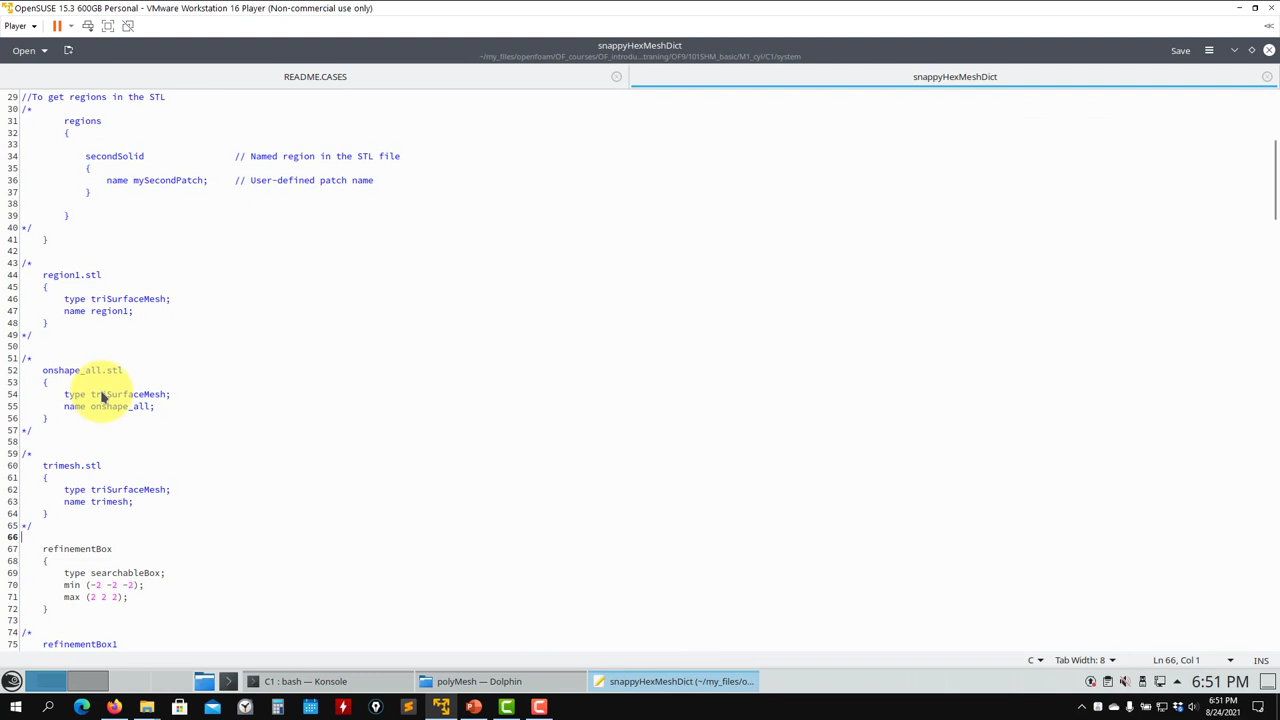 OpenSUSE 15.3 600GB Personal - VMware Workstation 16 Player (Non-commercial use only)
Player
Open
snappyHexMeshDict
~/my_files/openfoam/OF_courses/OF_introdu...traning/OF9/101SHM_basic/M1_cyl/C1/system
Save
README.CASES
snappyHexMeshDict
29 //To get regions in the STL
30 /*
31 regions
32 {
33
34 secondSolid // Named region in the STL file
35 {
36 name mySecondPatch; // User-defined patch name
37 }
38
39 }
40 */
41 }
42
43 /*
44 region1.stl
45 {
46 type triSurfaceMesh;
47 name region1;
48 }
49 */
50
51 /*
52 onshape_all.stl
53 {
54 type triSurfaceMesh;
55 name onshape_all;
56 }
57 */
58
59 /*
60 trimesh.stl
61 {
62 type triSurfaceMesh;
63 name trimesh;
64 }
65 */
66
67 refinementBox
68 {
69 type searchableBox;
70 min (-2 -2 -2);
71 max (2 2 2);
72 }
73
74 /*
75 refinementBox1
C Tab Width: 8 Ln 66, Col 1 INS
C1 : bash — Konsole
polyMesh — Dolphin
snappyHexMeshDict (~/my_files/o...
6:51 PM
6:51 PM
8/24/2021